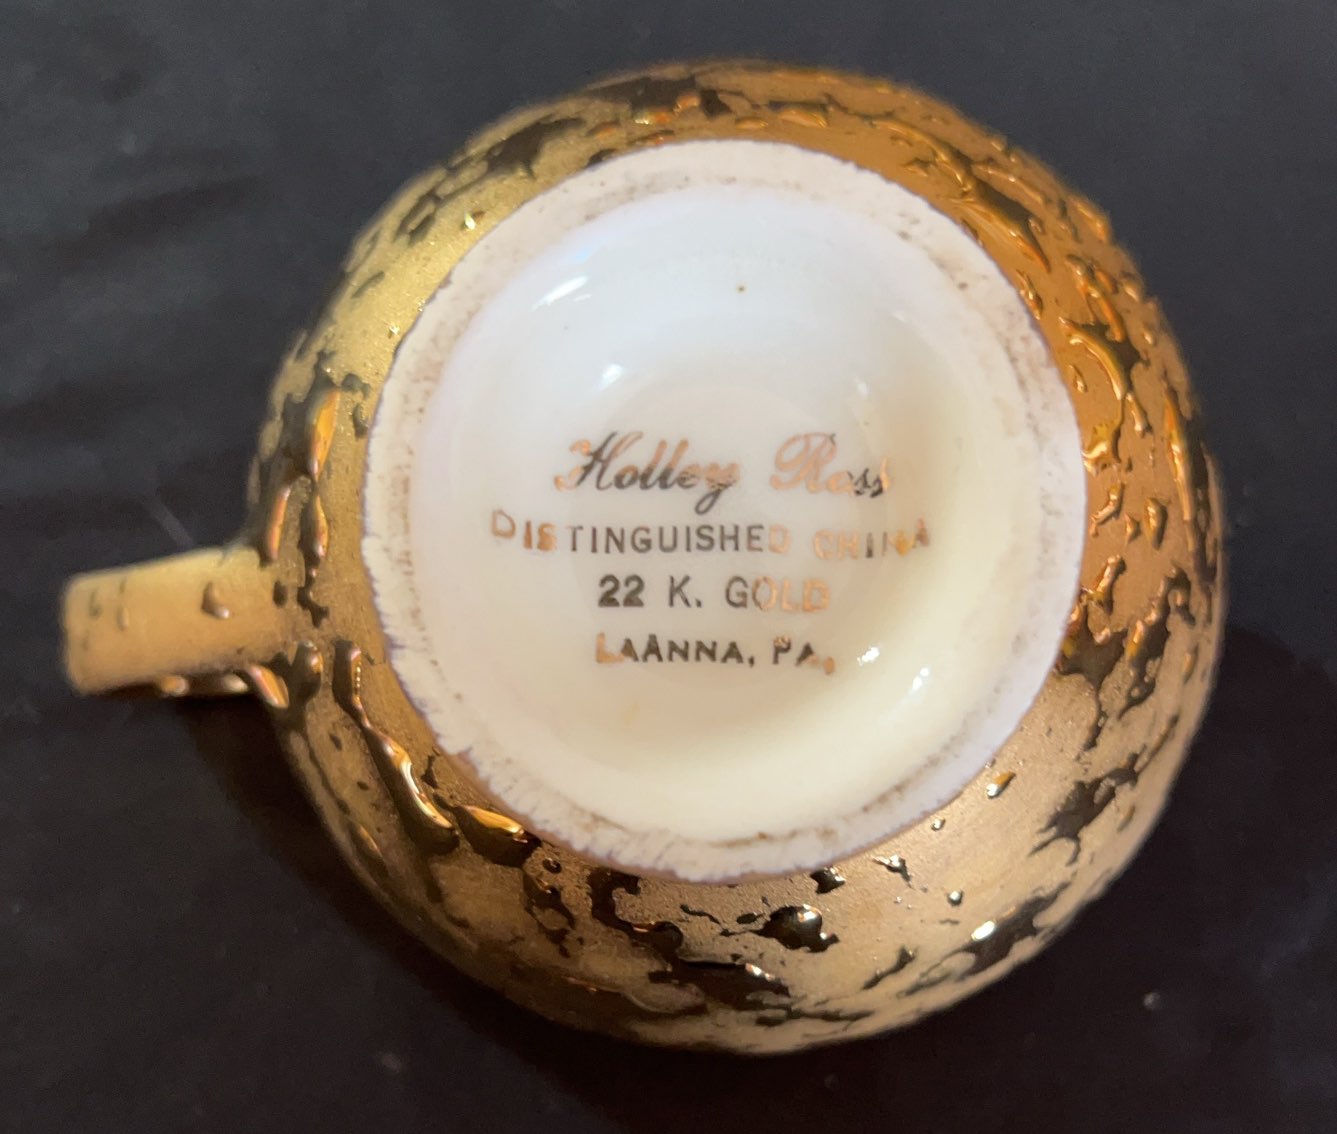 Holley Ross
DISTINGUISHED CHINA
22 K. GOLD
LAANNA, PA,